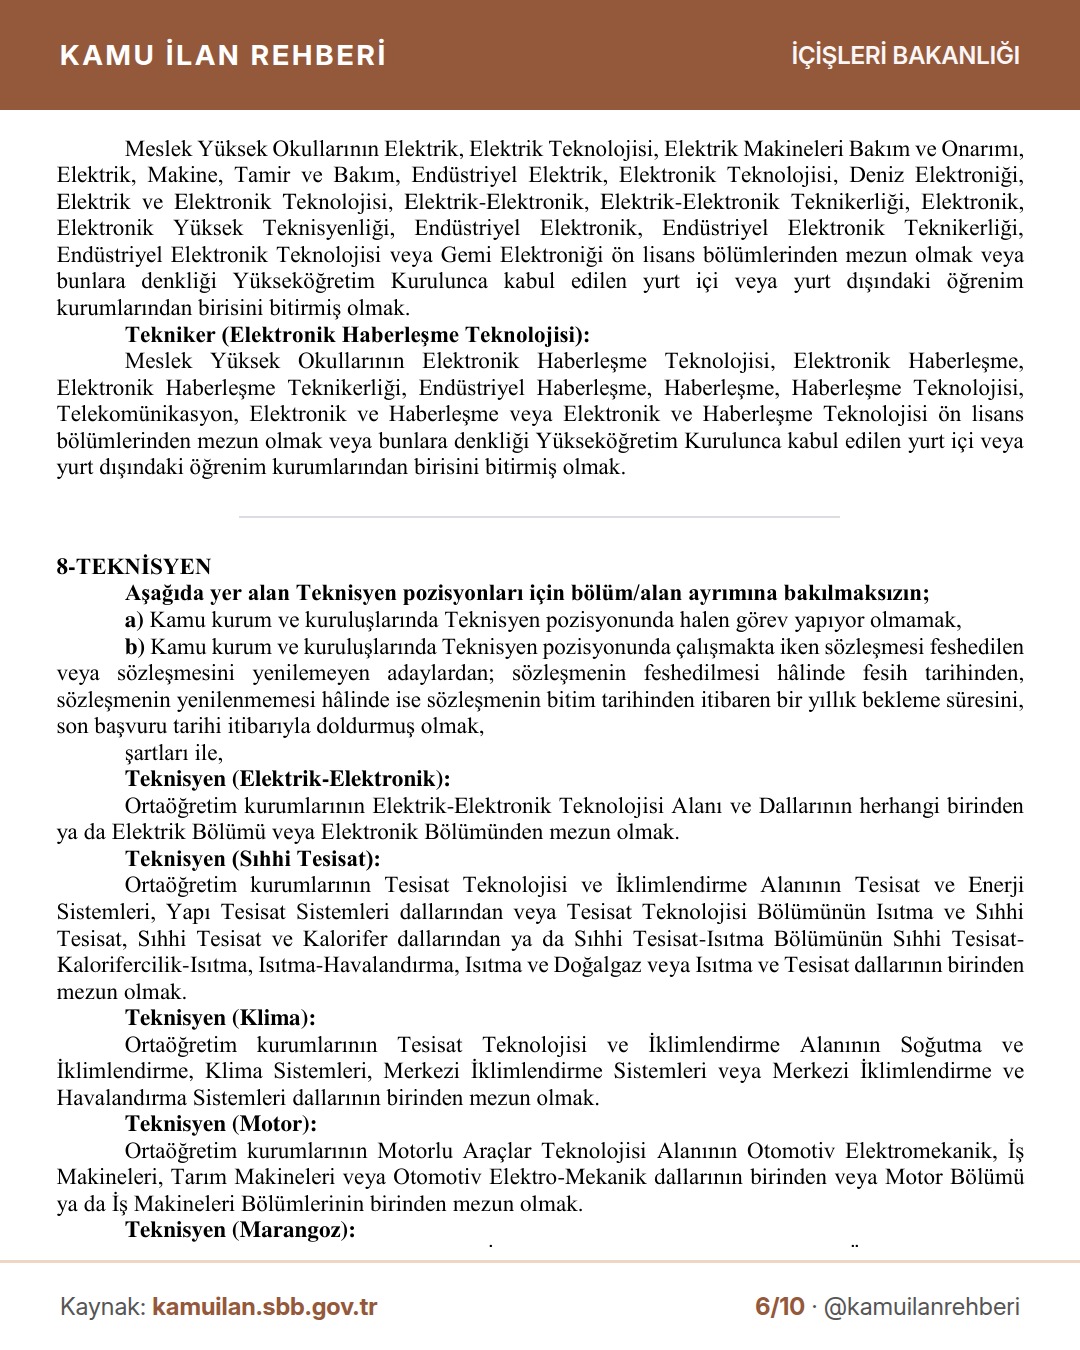 KAMU İLAN REHBERİ
İÇİŞLERİ BAKANLIĞI
Meslek Yüksek Okullarının Elektrik, Elektrik Teknolojisi, Elektrik Makineleri Bakım ve Onarımı,
Elektrik, Makine, Tamir ve Bakım, Endüstriyel Elektrik, Elektronik Teknolojisi, Deniz Elektroniği,
Elektrik ve Elektronik Teknolojisi, Elektrik-Elektronik, Elektrik-Elektronik Teknikerliği, Elektronik,
Elektronik Yüksek Teknisyenliği, Endüstriyel Elektronik, Endüstriyel Elektronik Teknikerliği,
Endüstriyel Elektronik Teknolojisi veya Gemi Elektroniği ön lisans bölümlerinden mezun olmak veya
bunlara denkliği Yükseköğretim Kurulunca kabul edilen yurt içi veya yurt dışındaki öğrenim
kurumlarından birisini bitirmiş olmak.
Tekniker (Elektronik Haberleşme Teknolojisi):
Meslek Yüksek Okullarının Elektronik Haberleşme Teknolojisi, Elektronik Haberleşme,
Elektronik Haberleşme Teknikerliği, Endüstriyel Haberleşme, Haberleşme, Haberleşme Teknolojisi,
Telekomünikasyon, Elektronik ve Haberleşme veya Elektronik ve Haberleşme Teknolojisi ön lisans
bölümlerinden mezun olmak veya bunlara denkliği Yükseköğretim Kurulunca kabul edilen yurt içi veya
yurt dışındaki öğrenim kurumlarından birisini bitirmiş olmak.
8-TEKNİSYEN
Aşağıda yer alan Teknisyen pozisyonları için bölüm/alan ayrımına bakılmaksızın;
a) Kamu kurum ve kuruluşlarında Teknisyen pozisyonunda halen görev yapıyor olmamak,
b) Kamu kurum ve kuruluşlarında Teknisyen pozisyonunda çalışmakta iken sözleşmesi feshedilen
veya sözleşmesini yenilemeyen adaylardan; sözleşmenin feshedilmesi hâlinde fesih tarihinden,
sözleşmenin yenilenmemesi hâlinde ise sözleşmenin bitim tarihinden itibaren bir yıllık bekleme süresini,
son başvuru tarihi itibarıyla doldurmuş olmak,
şartları ile,
Teknisyen (Elektrik-Elektronik):
Ortaöğretim kurumlarının Elektrik-Elektronik Teknolojisi Alanı ve Dallarının herhangi birinden
ya da Elektrik Bölümü veya Elektronik Bölümünden mezun olmak.
Teknisyen (Sıhhi Tesisat):
Ortaöğretim kurumlarının Tesisat Teknolojisi ve İklimlendirme Alanının Tesisat ve Enerji
Sistemleri, Yapı Tesisat Sistemleri dallarından veya Tesisat Teknolojisi Bölümünün Isıtma ve Sıhhi
Tesisat, Sıhhi Tesisat ve Kalorifer dallarından ya da Sıhhi Tesisat-Isıtma Bölümünün Sıhhi Tesisat-
Kalorifercilik-Isıtma, Isıtma-Havalandırma, Isıtma ve Doğalgaz veya Isıtma ve Tesisat dallarının birinden
mezun olmak.
Teknisyen (Klima):
Ortaöğretim kurumlarının Tesisat Teknolojisi ve İklimlendirme Alanının Soğutma ve
İklimlendirme, Klima Sistemleri, Merkezi İklimlendirme Sistemleri veya Merkezi İklimlendirme ve
Havalandırma Sistemleri dallarının birinden mezun olmak.
Teknisyen (Motor):
Ortaöğretim kurumlarının Motorlu Araçlar Teknolojisi Alanının Otomotiv Elektromekanik, İş
Makineleri, Tarım Makineleri veya Otomotiv Elektro-Mekanik dallarının birinden veya Motor Bölümü
ya da İş Makineleri Bölümlerinin birinden mezun olmak.
Teknisyen (Marangoz):
Kaynak: kamuilan.sbb.gov.tr
6/10 · @kamuilanrehberi